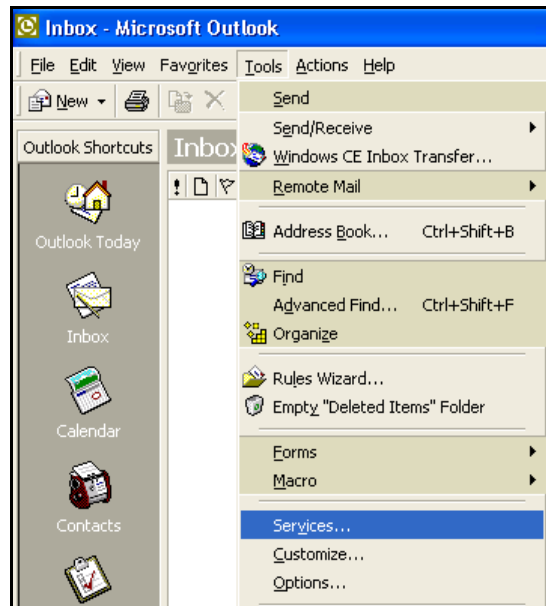 Inbox - Microsoft Outlook
File Edit View Favorites Tools Actions Help
New
Outlook Shortcuts
Inbox
Outlook Today
Inbox
Calendar
Contacts
Send
Send/Receive
Windows CE Inbox Transfer...
Remote Mail
Address Book... Ctrl+Shift+B
Find
Advanced Find... Ctrl+Shift+F
Organize
Rules Wizard...
Empty "Deleted Items" Folder
Forms
Macro
Services...
Customize...
Options...